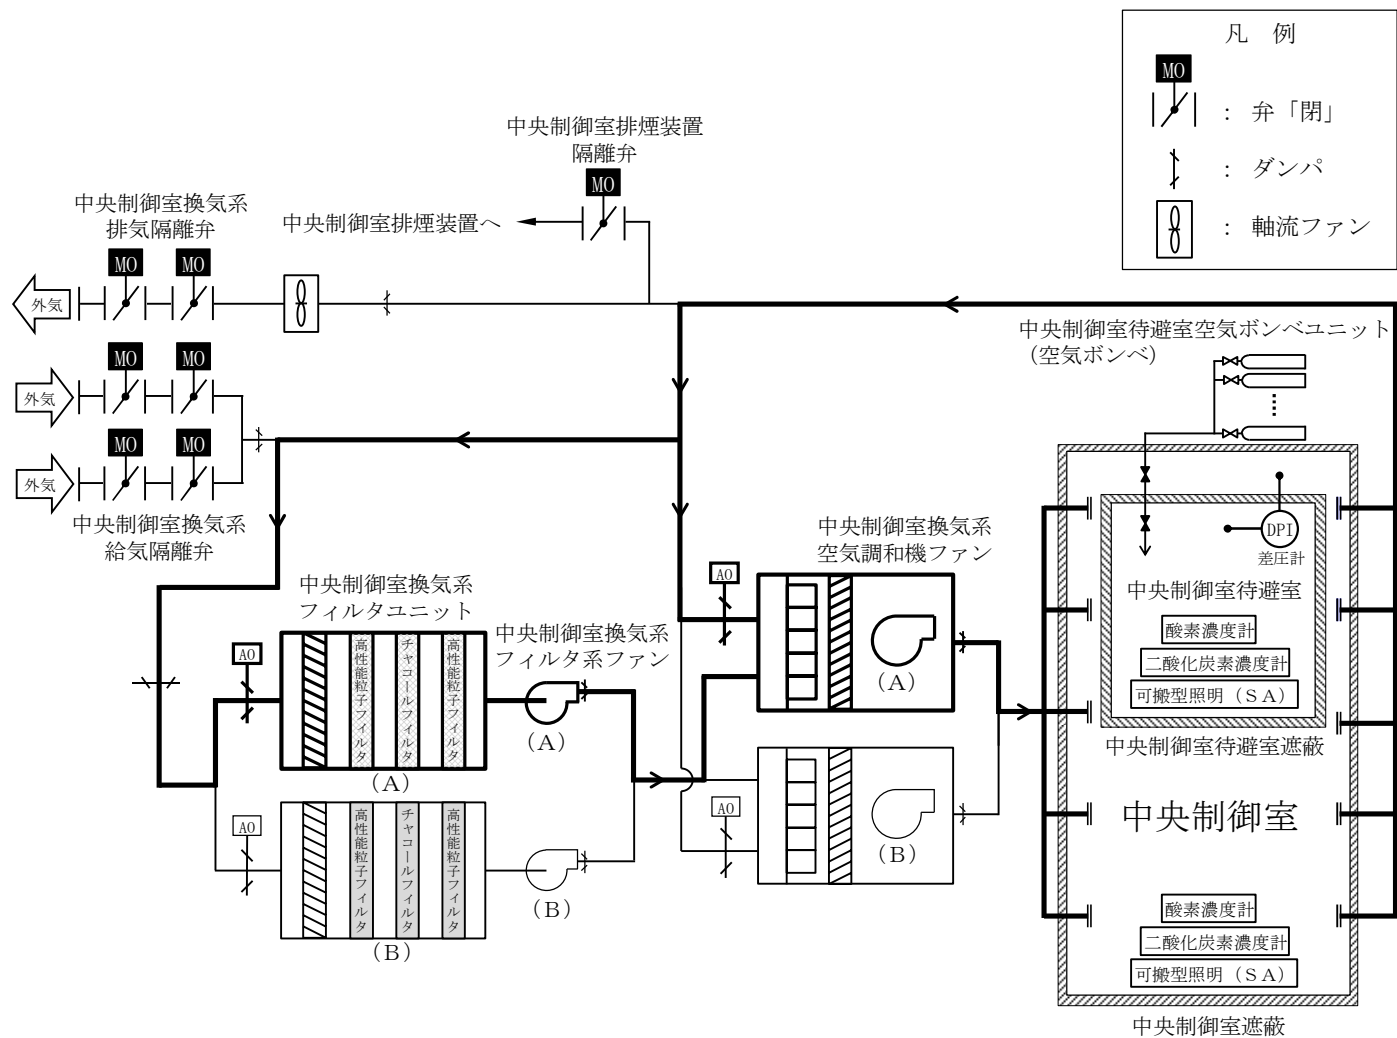 凡 例
MO
: 弁「閉」
: ダンパ
: 軸流ファン
中央制御室排煙装置
隔離弁
MO
中央制御室排煙装置へ
中央制御室換気系
排気隔離弁
MO
MO
外気
MO
MO
外気
MO
MO
外気
中央制御室換気系
給気隔離弁
中央制御室待避室空気ボンベユニット
(空気ボンベ)
中央制御室換気系
空気調和機ファン
AO
(A)
AO
(B)
中央制御室換気系
フィルタユニット
AO
高性能粒子フィルタ
チャコールフィルタ
高性能粒子フィルタ
(A)
中央制御室換気系
フィルタ系ファン
(A)
AO
高性能粒子フィルタ
チャコールフィルタ
高性能粒子フィルタ
(B)
(B)
DPI
差圧計
中央制御室待避室
酸素濃度計
二酸化炭素濃度計
可搬型照明(SA)
中央制御室待避室遮蔽
中央制御室
酸素濃度計
二酸化炭素濃度計
可搬型照明(SA)
中央制御室遮蔽